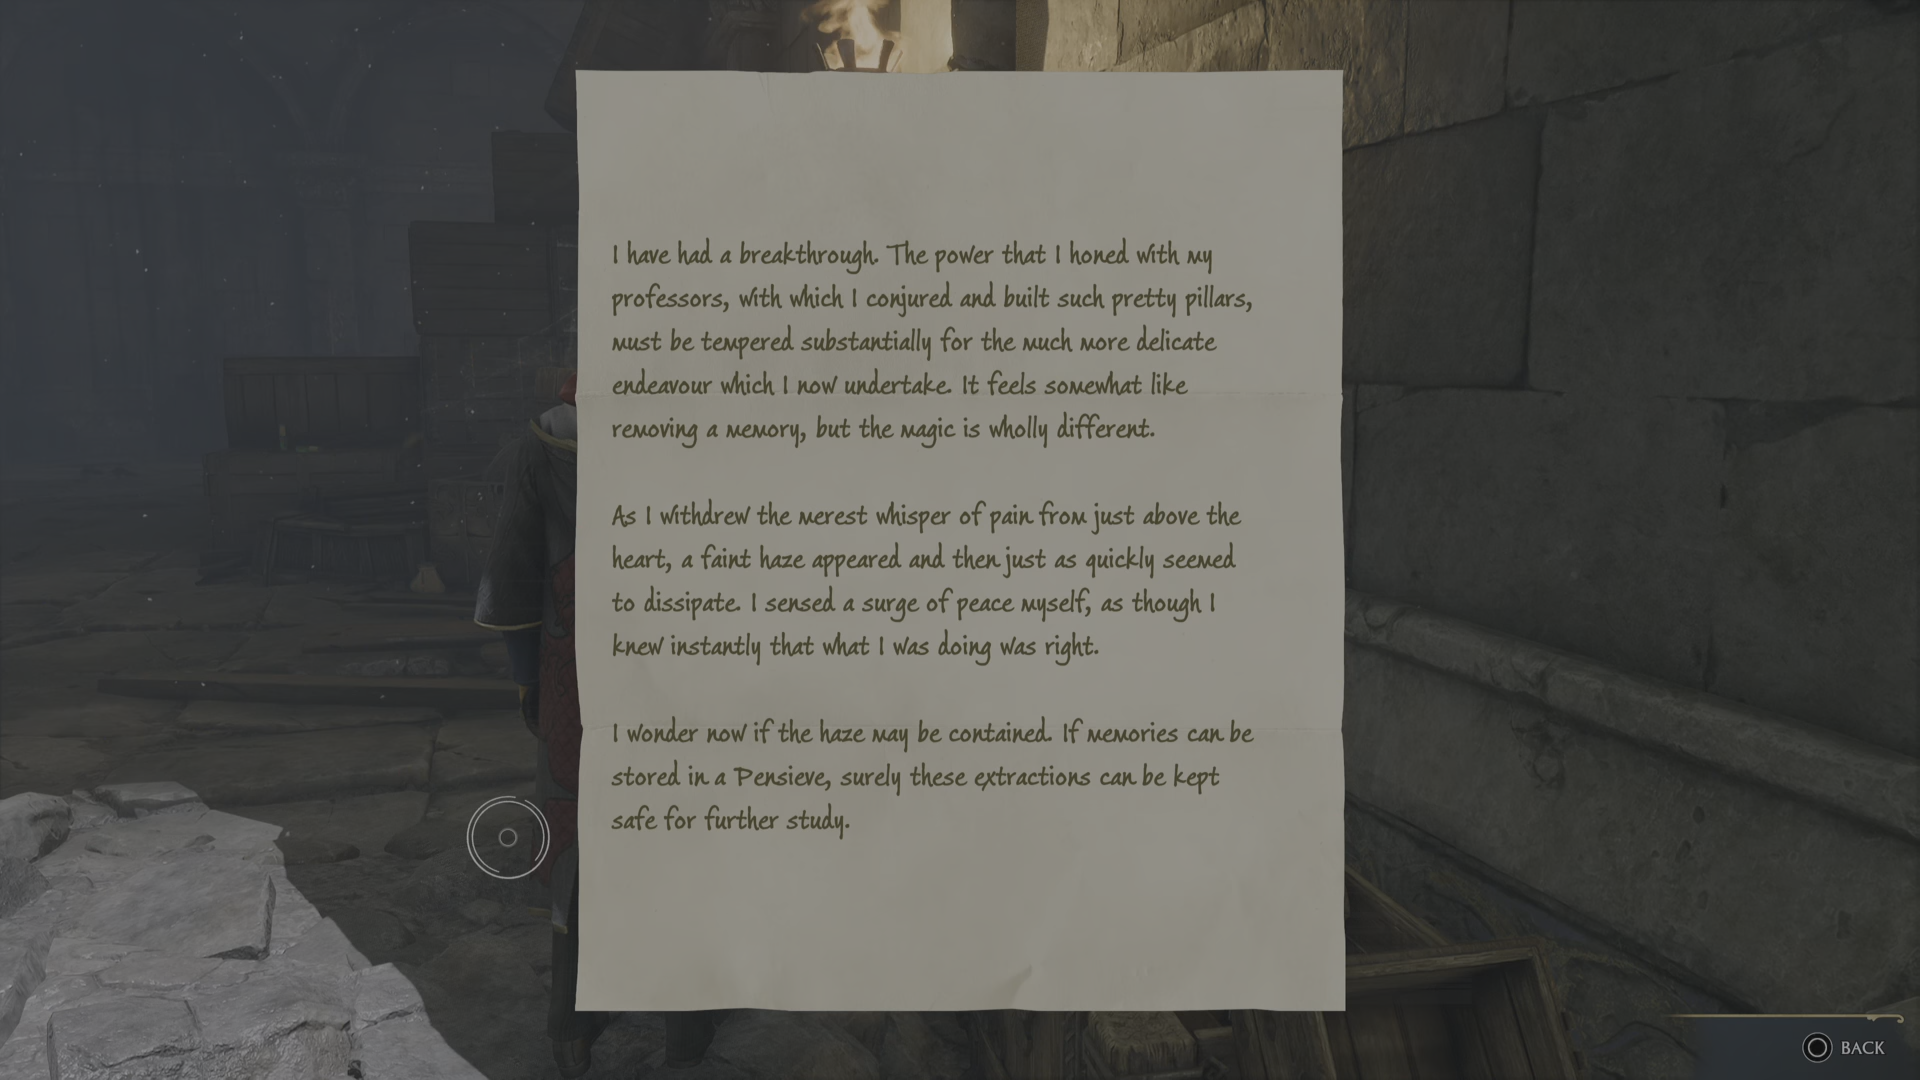 I have had a breakthrough. The power that I honed with my
professors, with which I conjured and built such pretty pillars,
must be tempered substantially for the much more delicate
endeavour which I now undertake. It feels somewhat like
removing a memory, but the magic is wholly different.
As I withdrew the merest whisper of pain from just above the
heart, a faint haze appeared and then just as quickly seemed
to dissipate. I sensed a surge of peace myself, as though I
knew instantly that what I was doing was right.
I wonder now if the haze may be contained. If memories can be
stored in a Pensieve, surely these extractions can be kept
safe for further study.
BACK